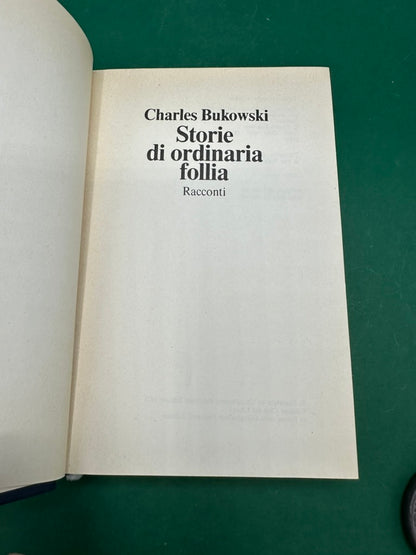 Charles Bukowski
Storie
di ordinaria
follia
Racconti